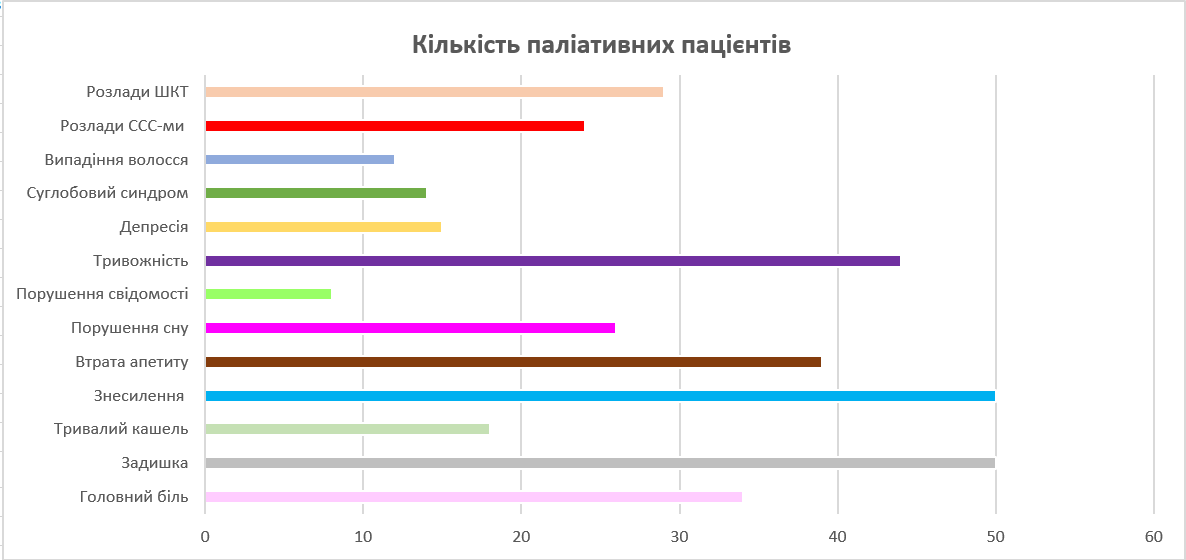 Кількість паліативних пацієнтів
Розлади ШКТ
Розлади ССС-ми
Випадіння волосся
Суглобовий синдром
Депресія
Тривожність
Порушення свідомості
Порушення сну
Втрата апетиту
Знесилення
Тривалий кашель
Задишка
Головний біль
0 10 20 30 40 50 60